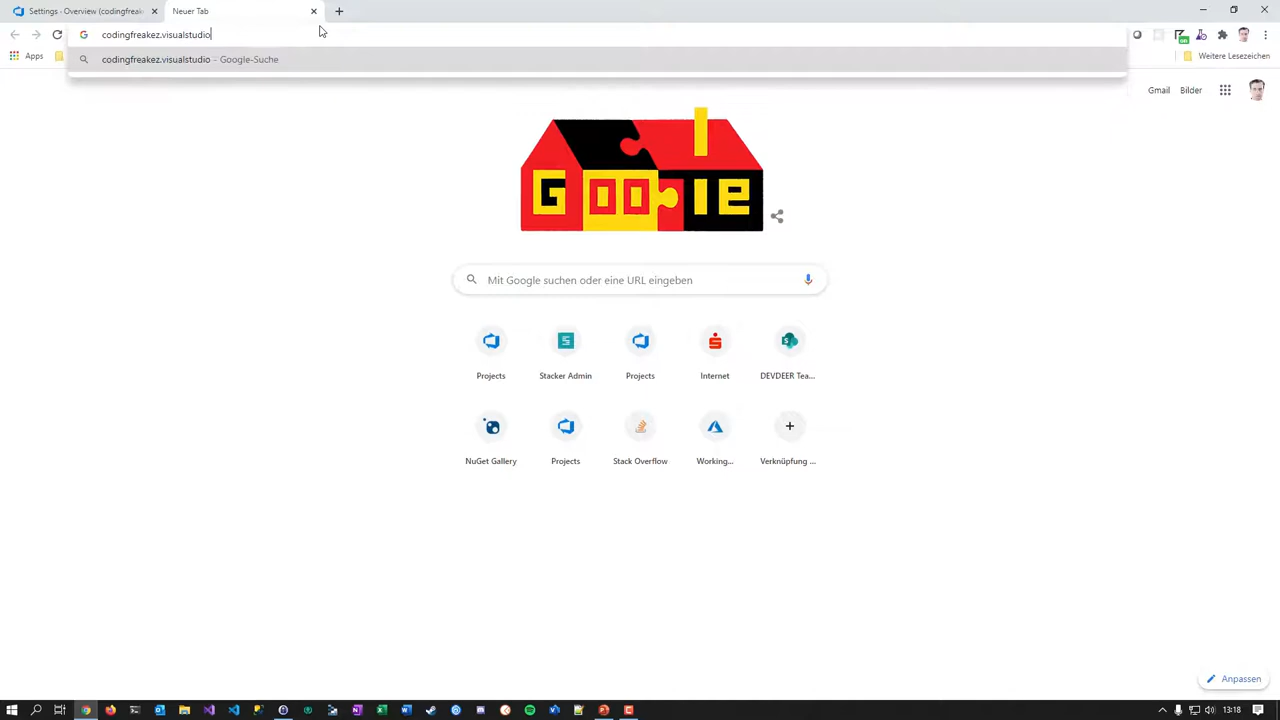 Settings - Overview (codingfreak
Neuer Tab
codingfreakez.visualstudio
codingfreakez.visualstudio - Google-Suche
Apps
Weitere Lesezeichen
Gmail
Bilder
Google
Mit Google suchen oder eine URL eingeben
Projects
Stacker Admin
Projects
Internet
DEVDEER Tea...
NuGet Gallery
Projects
Stack Overflow
Working...
Verknüpfung ...
Anpassen
13:18